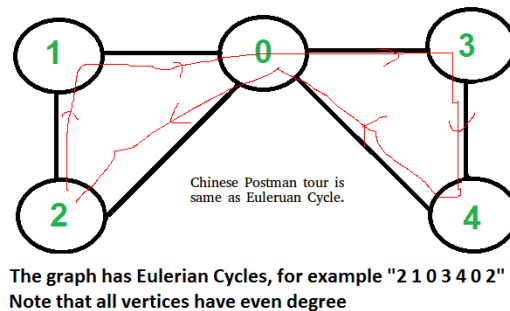 1
0
3
2
4
Chinese Postman tour is
same as Euleruan Cycle.
The graph has Eulerian Cycles, for example "2 1 0 3 4 0 2"
Note that all vertices have even degree